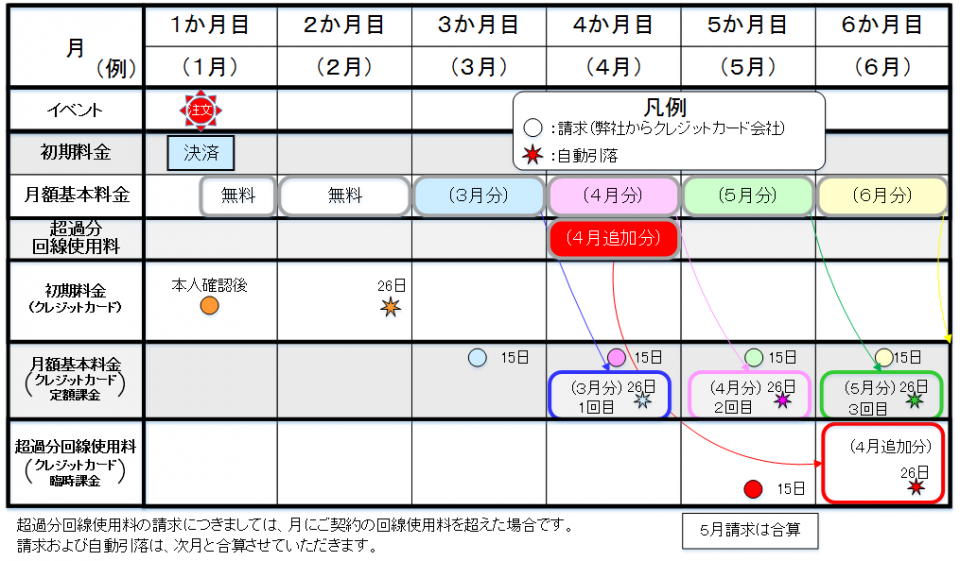 月
(例)
1か月目 2か月目 3か月目 4か月目 5か月目 6か月目
(1月) (2月) (3月) (4月) (5月) (6月)
イベント
注文
凡例
:請求(弊社からクレジットカード会社)
:自動引落
初期料金
決済
月額基本料金
無料 無料 (3月分) (4月分) (5月分) (6月分)
超過分
回線使用料
(4月追加分)
初期料金
(クレジットカード)
本人確認後
26日
月額基本料金
(クレジットカード
定額課金)
15日 15日 15日 15日
(3月分) 26日
1回目
(4月分) 26日
2回目
(5月分) 26日
3回目
超過分回線使用料
(クレジットカード
臨時課金)
15日
(4月追加分)
26日
超過分回線使用料の請求につきましては、月にご契約の回線使用料を超えた場合です。
請求および自動引落は、次月と合算させていただきます。
5月請求は合算